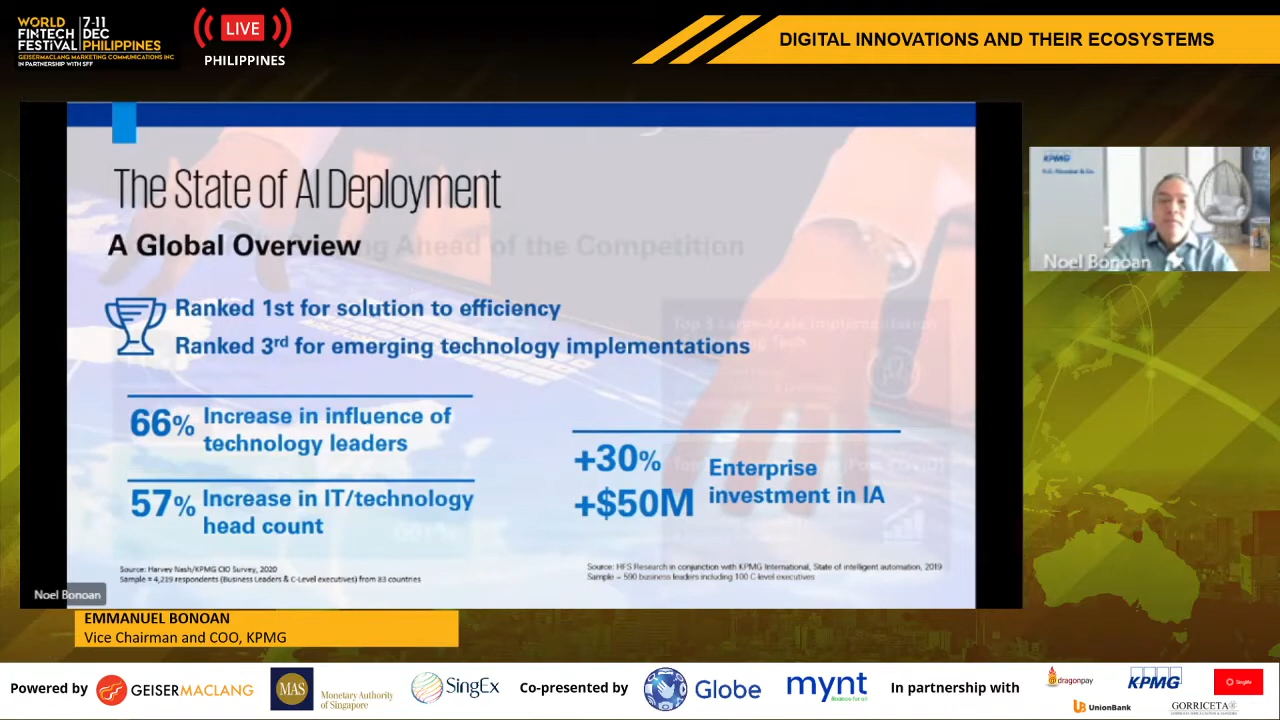 WORLD
FINTECH
FESTIVAL
7-11
DEC
PHILIPPINES
GEISERMACLANG MARKETING COMMUNICATIONS INC
IN PARTNERSHIP WITH SFF
LIVE
PHILIPPINES
DIGITAL INNOVATIONS AND THEIR ECOSYSTEMS
The State of AI Deployment
A Global Overview
Ahead of the Competition
Ranked 1st for solution to efficiency
Ranked 3rd for emerging technology implementations
66% Increase in influence of
technology leaders
57% Increase in IT/technology
head count
+30%
+$50M
Enterprise
investment in IA
Source: Harvey Nash/KPMG CIO Survey, 2020
Sample = 4,219 respondents (Business Leaders & C-Level executives) from 83 countries
Source: HFS Research in conjunction with KPMG International, State of intelligent automation, 2019
Sample = 590 business leaders including 100 C-level executives
Noel Bonoan
KPMG
Noel Bonoan
EMMANUEL BONOAN
Vice Chairman and COO, KPMG
Powered by
GEISERMACLANG
MAS
Monetary Authority
of Singapore
SingEx
Co-presented by
Globe
mynt
In partnership with
dragonpay
KPMG
Singlife
UnionBank
GORRICETA